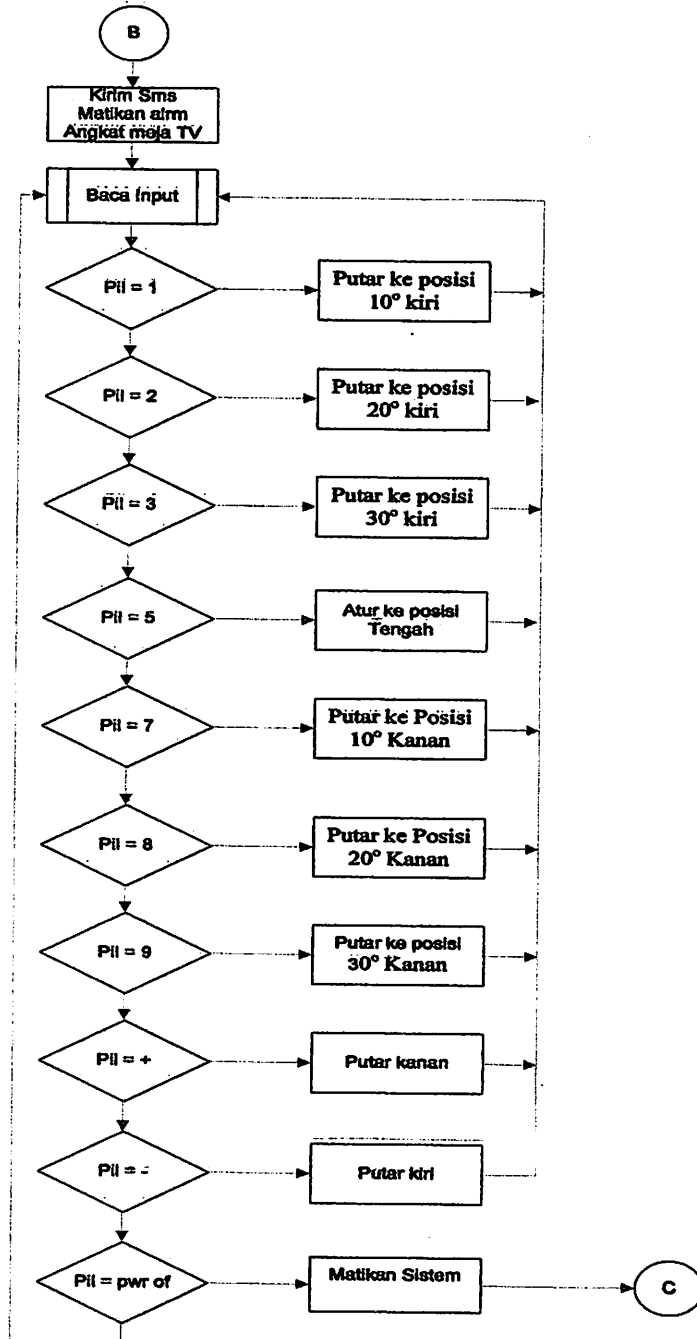 B
Kirim Sms
Matikan alrm
Angkat meja TV
Baca Input
Pil = 1
Putar ke posisi
10° kiri
Pil = 2
Putar ke posisi
20° kiri
Pil = 3
Putar ke posisi
30° kiri
Pil = 5
Atur ke posisi
Tengah
Pil = 7
Putar ke Posisi
10° Kanan
Pil = 8
Putar ke Posisi
20° Kanan
Pil = 9
Putar ke posisi
30° Kanan
Pil = +
Putar kanan
Pil = -
Putar kiri
Pil = pwr of
Matikan Sistem
C